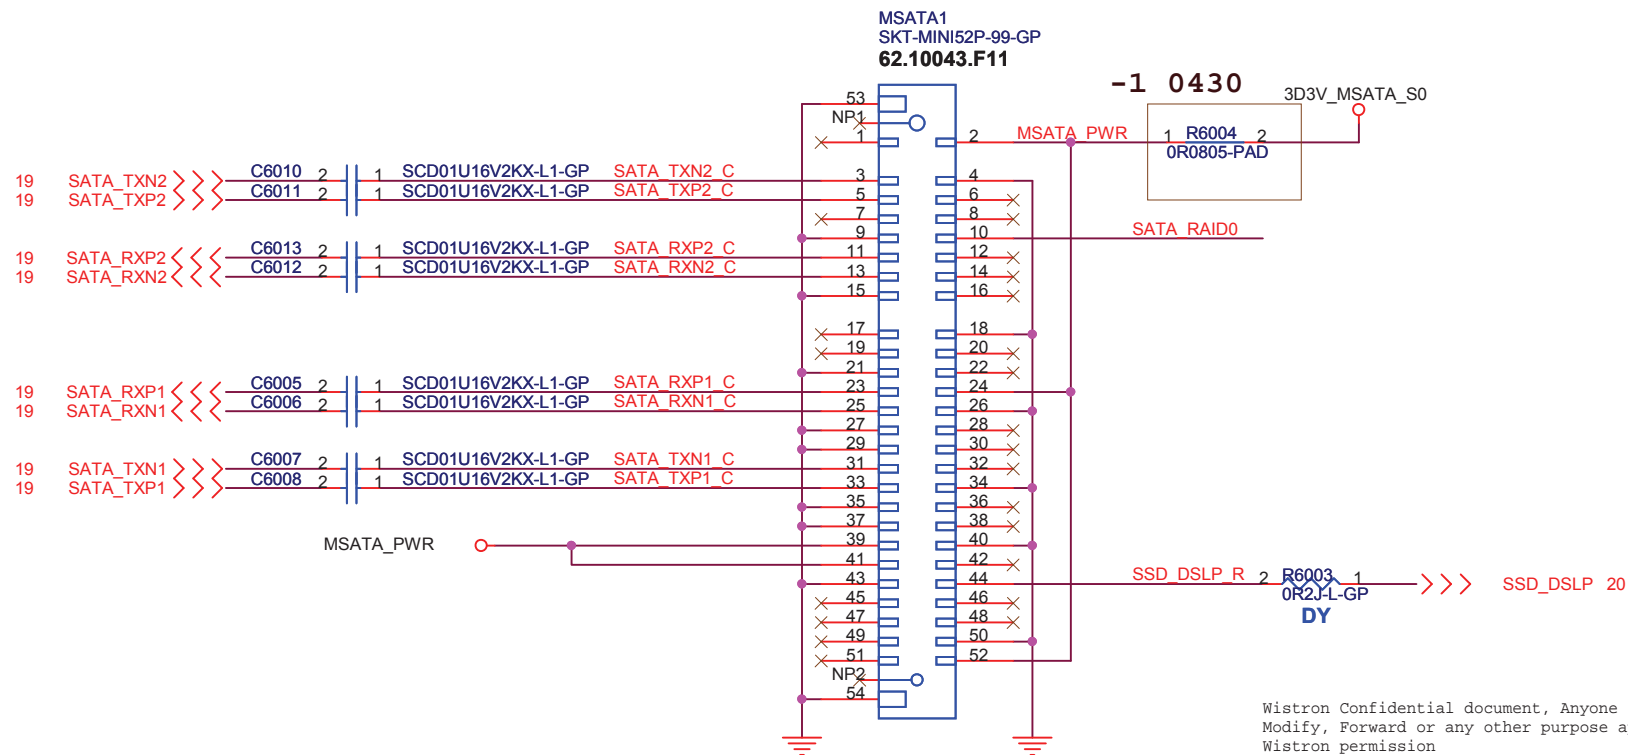 MSATA1
SKT-MINI52P-99-GP
62.10043.F11
-1 0430
3D3V_MSATA_S0
53
NP1
1
2 MSATA_PWR 1 R6004 2
0R0805-PAD
19 SATA_TXN2 C6010 2 1 SCD01U16V2KX-L1-GP SATA_TXN2_C 3 4
19 SATA_TXP2 C6011 2 1 SCD01U16V2KX-L1-GP SATA_TXP2_C 5 6
7 8
9 10 SATA_RAID0
19 SATA_RXP2 C6013 2 1 SCD01U16V2KX-L1-GP SATA_RXP2_C 11 12
19 SATA_RXN2 C6012 2 1 SCD01U16V2KX-L1-GP SATA_RXN2_C 13 14
15 16
17 18
19 20
21 22
19 SATA_RXP1 C6005 2 1 SCD01U16V2KX-L1-GP SATA_RXP1_C 23 24
19 SATA_RXN1 C6006 2 1 SCD01U16V2KX-L1-GP SATA_RXN1_C 25 26
27 28
29 30
19 SATA_TXN1 C6007 2 1 SCD01U16V2KX-L1-GP SATA_TXN1_C 31 32
19 SATA_TXP1 C6008 2 1 SCD01U16V2KX-L1-GP SATA_TXP1_C 33 34
35 36
37 38
MSATA_PWR 39 40
41 42
43 44 SSD_DSLP_R 2 R6003 1 SSD_DSLP 20
0R2J-L-GP
DY
45 46
47 48
49 50
51 52
NP2
54
Wistron Confidential document, Anyone
Modify, Forward or any other purpose a
Wistron permission